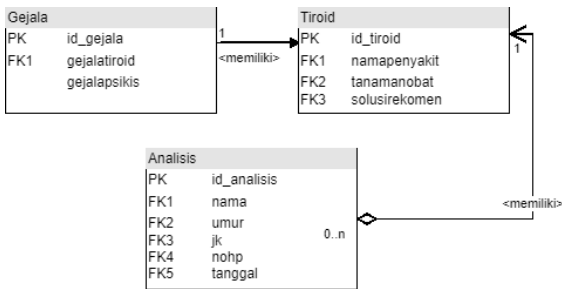 Gejala
PK id_gejala
FK1 gejalatiroid
gejalapsikis
1
<memiliki>
Tiroid
PK id_tiroid
FK1 namapenyakit
FK2 tanamanobat
FK3 solusirekomen
1
<memiliki>
Analisis
PK id_analisis
FK1 nama
FK2 umur
FK3 jk
FK4 nohp
FK5 tanggal
0..n